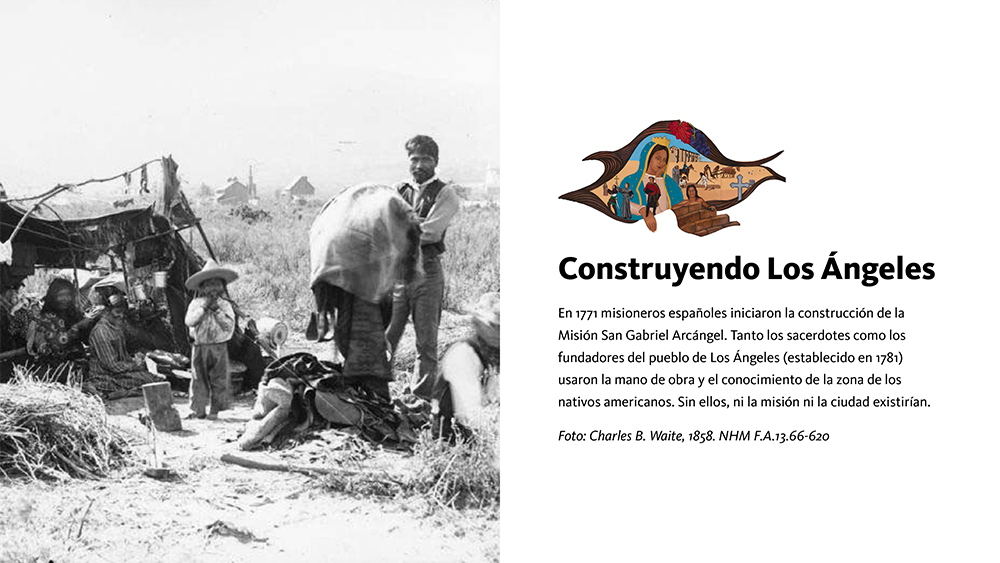 Construyendo Los Ángeles
En 1771 misioneros españoles iniciaron la construcción de la
Misión San Gabriel Arcángel. Tanto los sacerdotes como los
fundadores del pueblo de Los Ángeles (establecido en 1781)
usaron la mano de obra y el conocimiento de la zona de los
nativos americanos. Sin ellos, ni la misión ni la ciudad existirían.
Foto: Charles B. Waite, 1858. NHM F.A.13.66-620